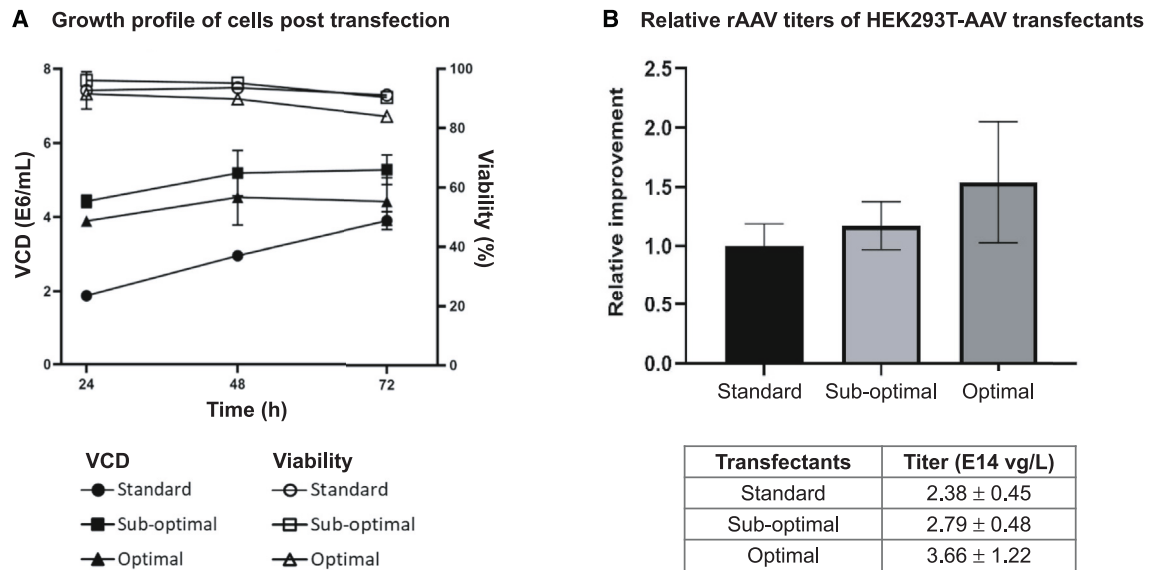 A Growth profile of cells post transfection
8
6
4
2
0
VCD (E6/mL)
100
80
60
40
20
0
Viability (%)
24 48 72
Time (h)
VCD Viability
Standard Standard
Sub-optimal Sub-optimal
Optimal Optimal
B Relative rAAV titers of HEK293T-AAV transfectants
2.5
2.0
1.5
1.0
0.5
0.0
Relative improvement
Standard Sub-optimal Optimal
Transfectants Titer (E14 vg/L)
Standard 2.38 ± 0.45
Sub-optimal 2.79 ± 0.48
Optimal 3.66 ± 1.22